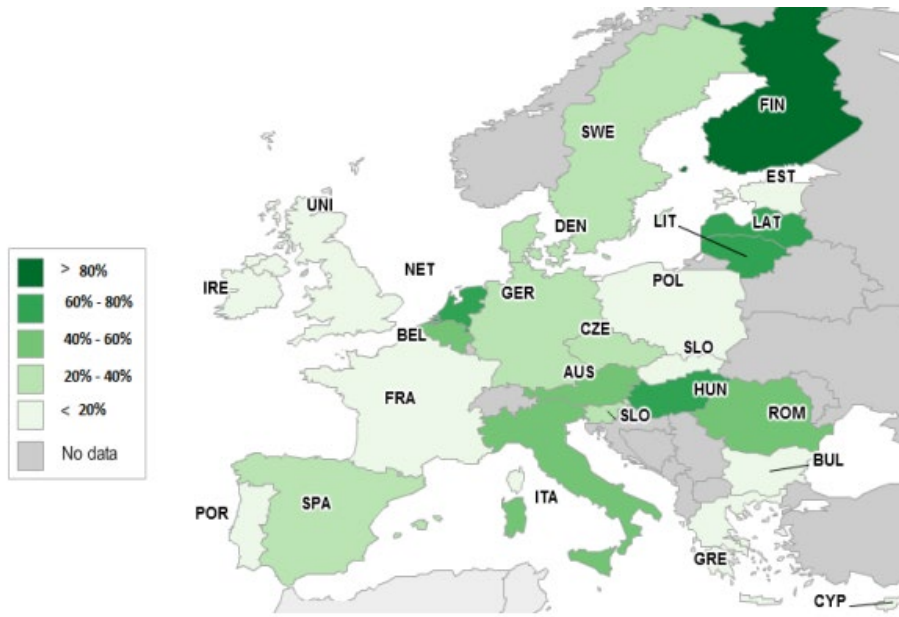 FIN
SWE
EST
UNI
DEN
LIT
LAT
NET
IRE
GER
POL
BEL
CZE
SLO
AUS
HUN
FRA
SLO
ROM
BUL
SPA
ITA
POR
GRE
CYP
> 80%
60% - 80%
40% - 60%
20% - 40%
< 20%
No data